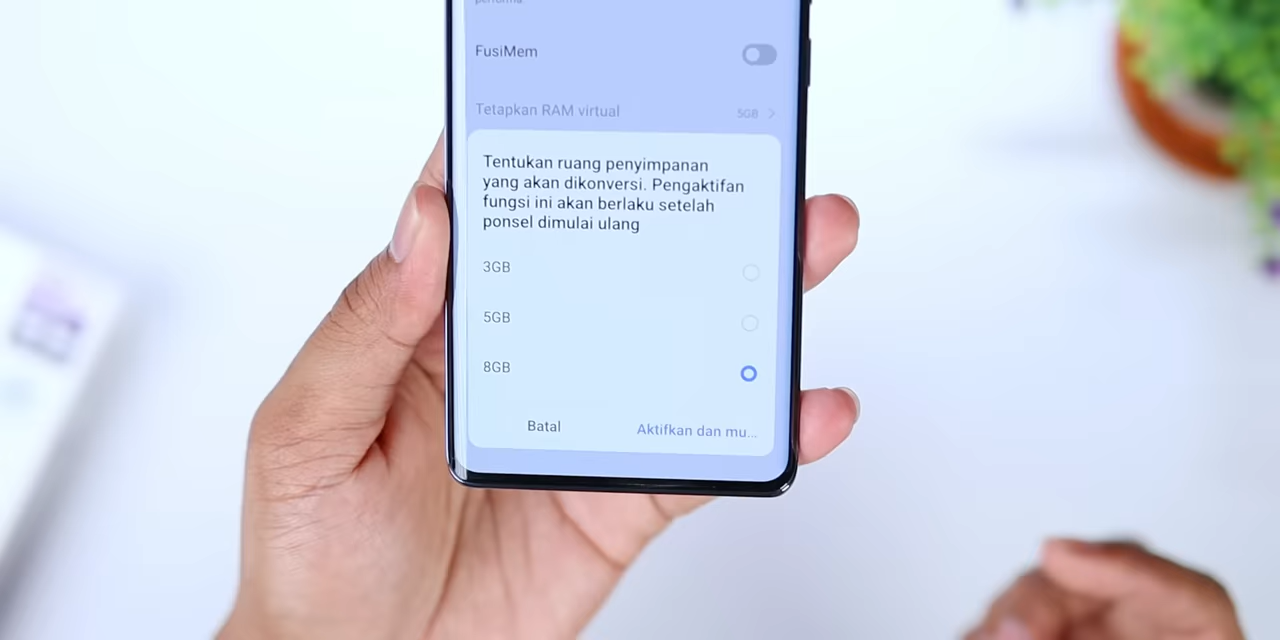 FusiMem
Tetapkan RAM virtual
5GB
Tentukan ruang penyimpanan
yang akan dikonversi. Pengaktifan
fungsi ini akan berlaku setelah
ponsel dimulai ulang
3GB
5GB
8GB
Batal
Aktifkan dan mu...